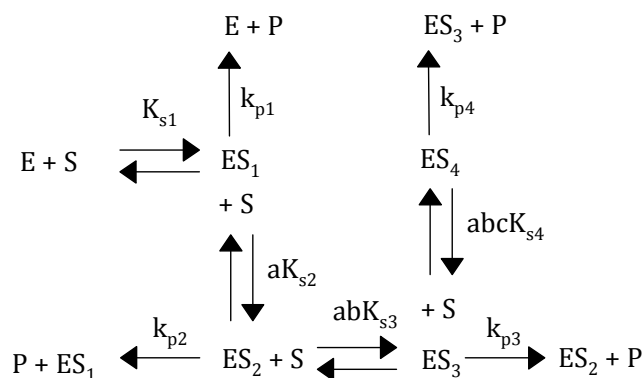 E + P
ES₃ + P
kₚ₁
kₚ₄
Kₛ₁
E + S
ES₁
ES₄
+ S
aKₛ₂
abcKₛ₄
+ S
kₚ₂
abKₛ₃
kₚ₃
P + ES₁
ES₂ + S
ES₃
ES₂ + P